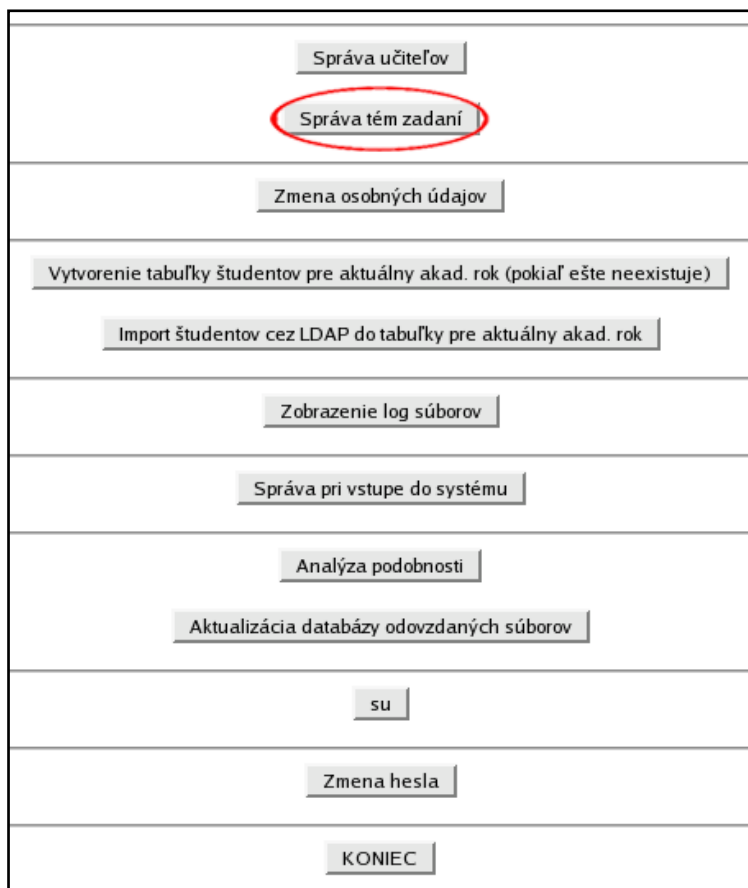 Správa učiteľov
Správa tém zadaní
Zmena osobných údajov
Vytvorenie tabuľky študentov pre aktuálny akad. rok (pokiaľ ešte neexistuje)
Import študentov cez LDAP do tabuľky pre aktuálny akad. rok
Zobrazenie log súborov
Správa pri vstupe do systému
Analýza podobnosti
Aktualizácia databázy odovzdaných súborov
su
Zmena hesla
KONIEC